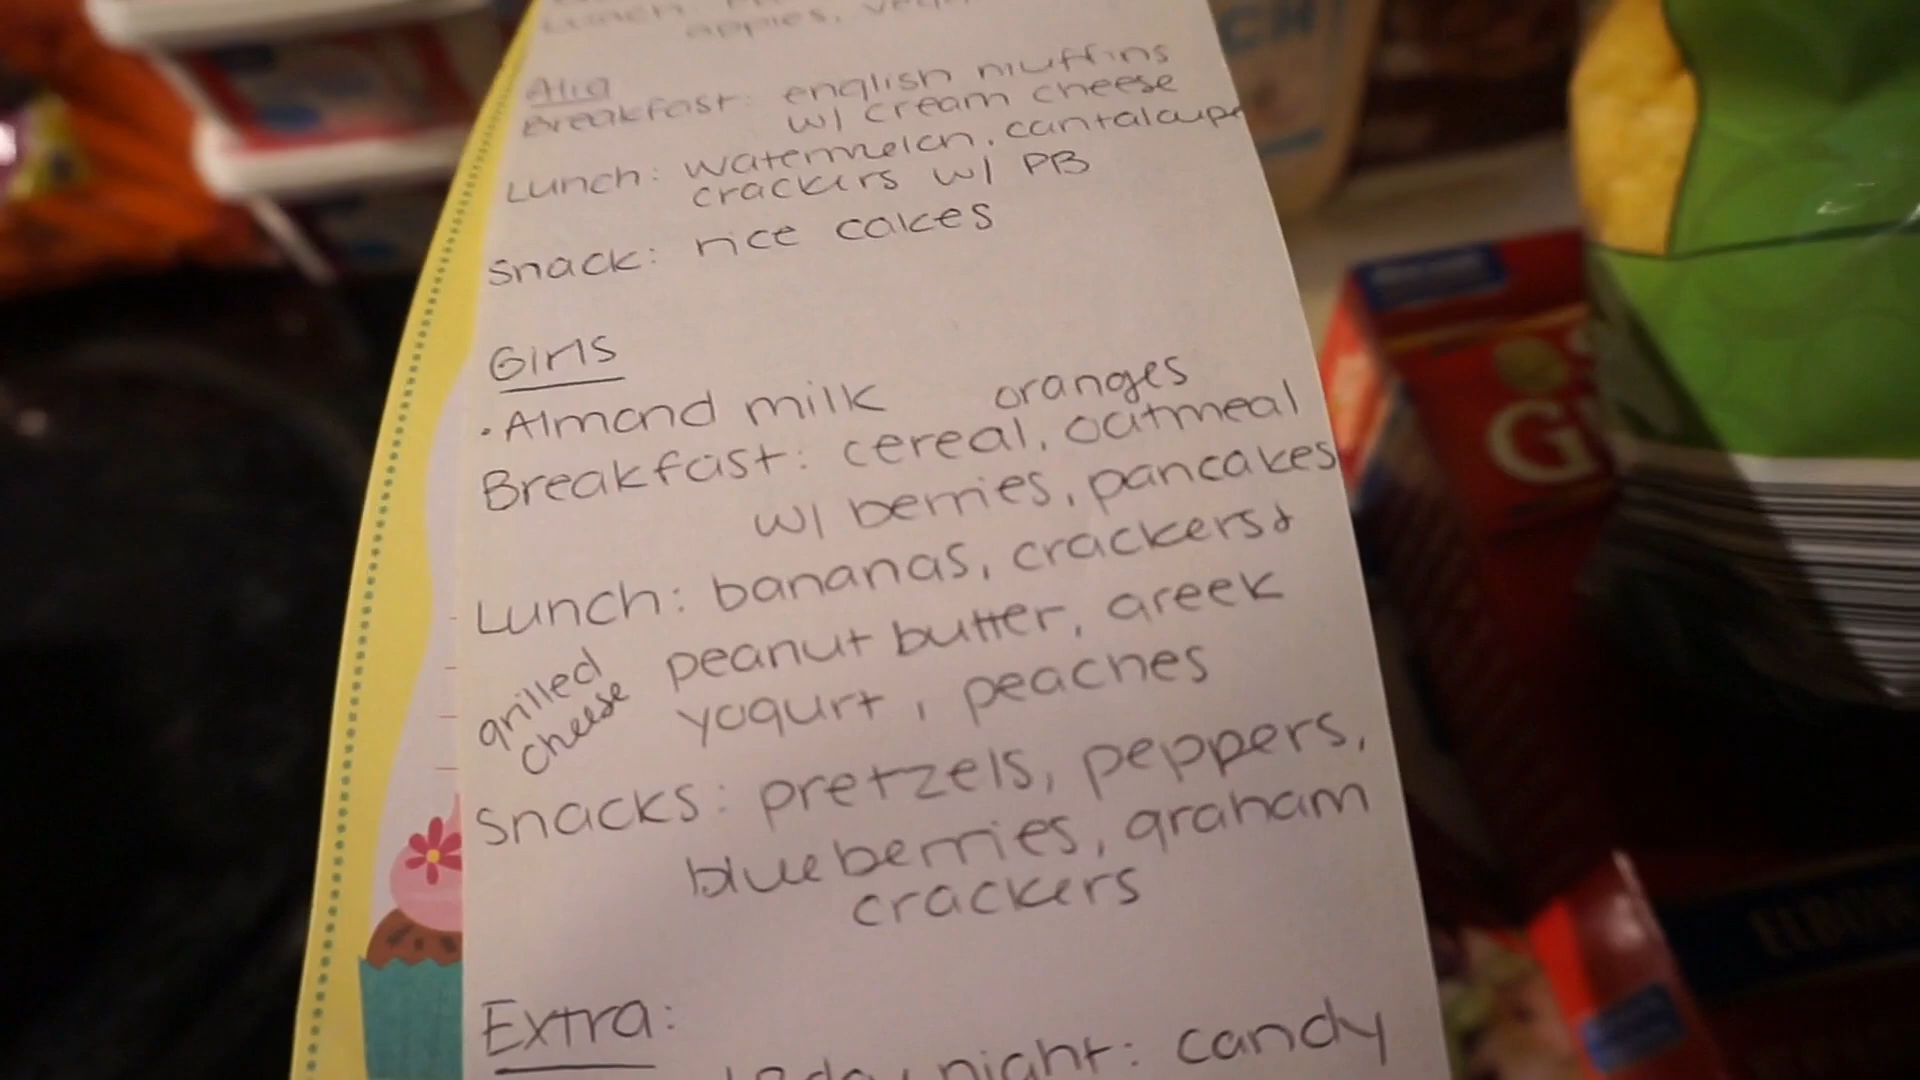 Lunch:
apples,
Alia
Breakfast: english muffins
w/ cream cheese
Lunch: watermelon, cantaloupe
crackers w/ PB
Snack: rice cakes
Girls
• Almond milk oranges
Breakfast: cereal, oatmeal
w/ berries, pancakes
Lunch: bananas, crackers &
peanut butter, greek
yogurt, peaches
grilled
cheese
Snacks: pretzels, peppers,
blueberries, graham
crackers
Extra:
night: candy
G